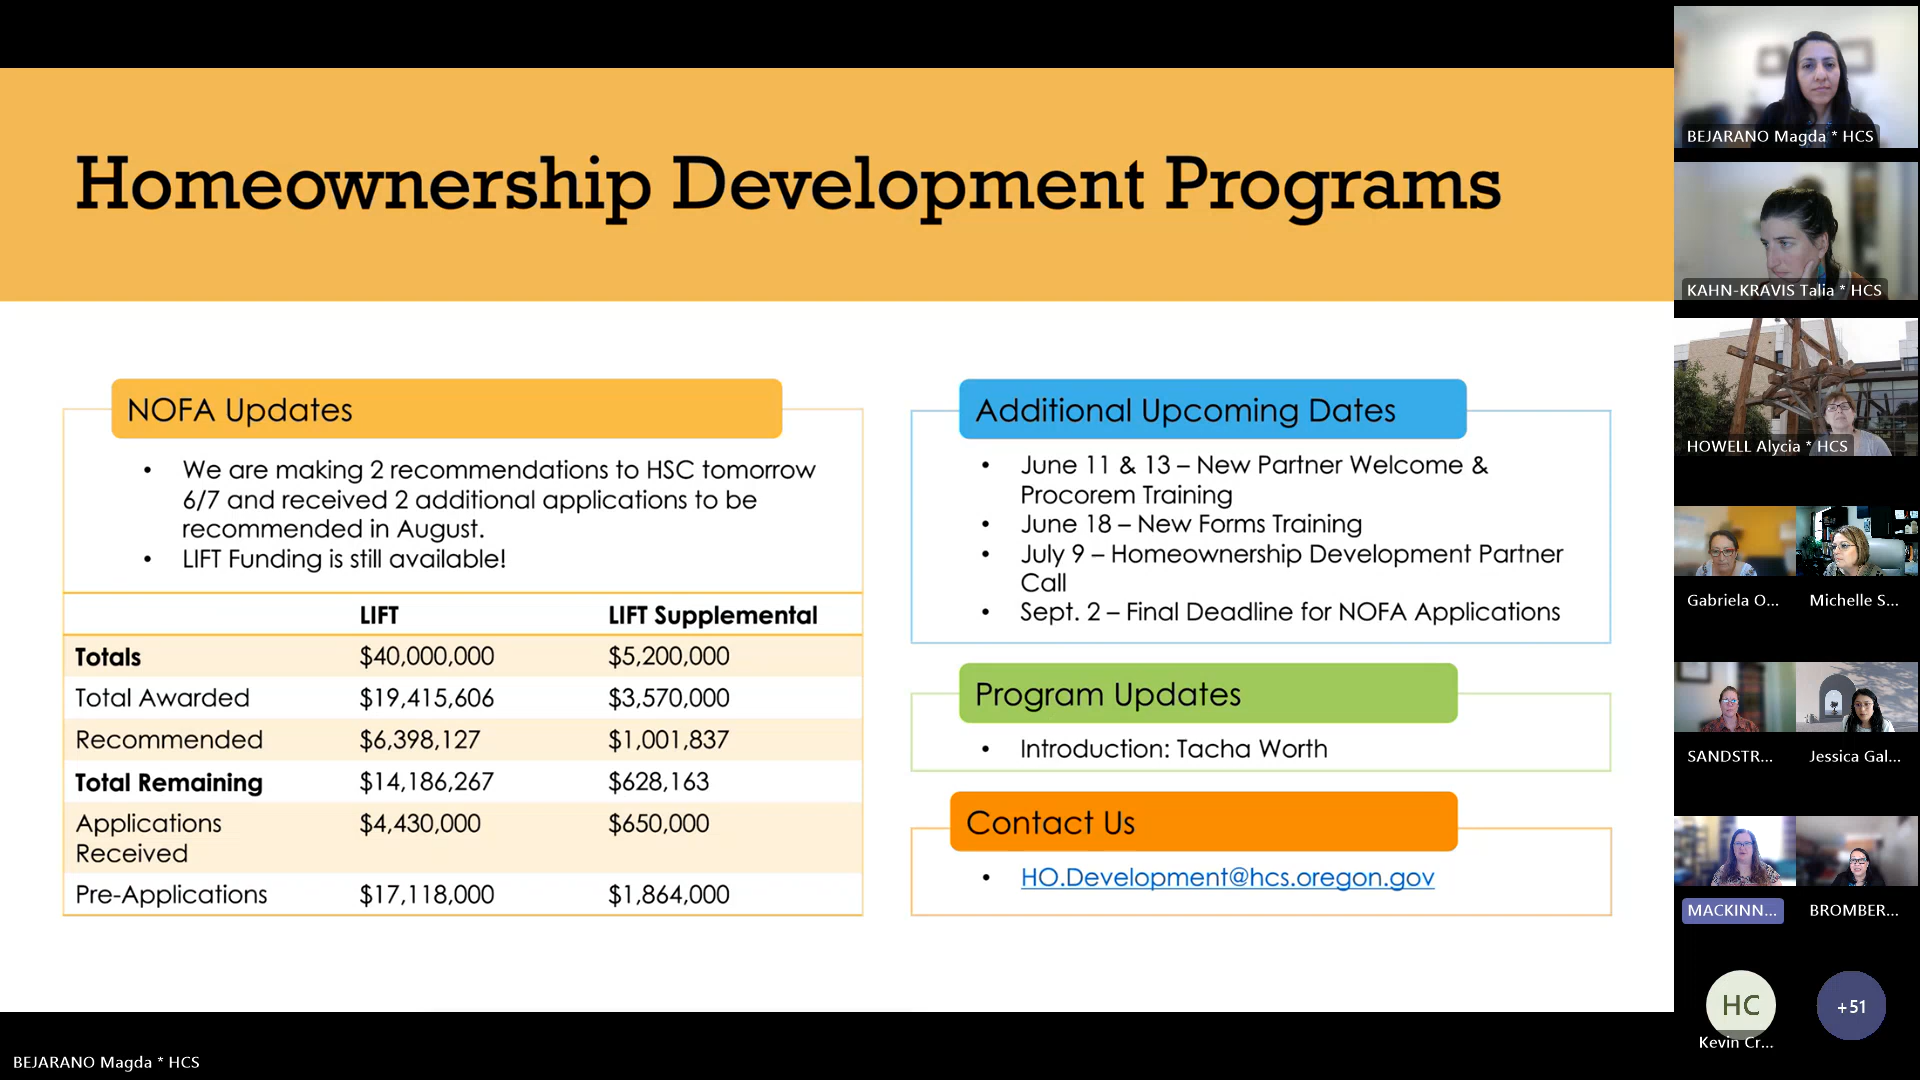 Homeownership Development Programs
NOFA Updates
• We are making 2 recommendations to HSC tomorrow
6/7 and received 2 additional applications to be
recommended in August.
• LIFT Funding is still available!
LIFT LIFT Supplemental
Totals $40,000,000 $5,200,000
Total Awarded $19,415,606 $3,570,000
Recommended $6,398,127 $1,001,837
Total Remaining $14,186,267 $628,163
Applications
Received $4,430,000 $650,000
Pre-Applications $17,118,000 $1,864,000
Additional Upcoming Dates
• June 11 & 13 – New Partner Welcome &
Procorem Training
• June 18 – New Forms Training
• July 9 – Homeownership Development Partner
Call
• Sept. 2 – Final Deadline for NOFA Applications
Program Updates
• Introduction: Tacha Worth
Contact Us
• HO.Development@hcs.oregon.gov
BEJARANO Magda * HCS
KAHN-KRAVIS Talia * HCS
HOWELL Alycia * HCS
Gabriela O... Michelle S...
SANDSTR... Jessica Gal...
MACKINN... BROMBER...
HC +51
Kevin Cr...
BEJARANO Magda * HCS